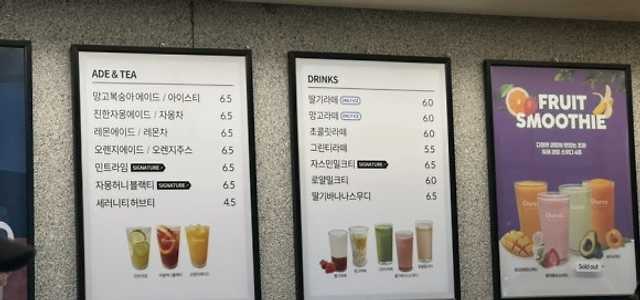 ADE & TEA
망고복숭아에이드 / 아이스티 6.5
진한자몽에이드 / 자몽차 6.5
레몬에이드 / 레몬차 6.5
오렌지에이드 / 오렌지주스 6.5
민트라임 SIGNATURE 6.5
자몽허니블랙티 SIGNATURE 6.5
세러니티허브티 4.5
DRINKS
딸기라떼 ONLY ICE 6.0
망고라떼 ONLY ICE 6.0
초콜릿라떼 6.0
그린티라떼 5.5
자스민밀크티 SIGNATURE 6.5
로얄밀크티 6.0
딸기바나나스무디 6.5
FRUIT
SMOOTHIE
Sold out